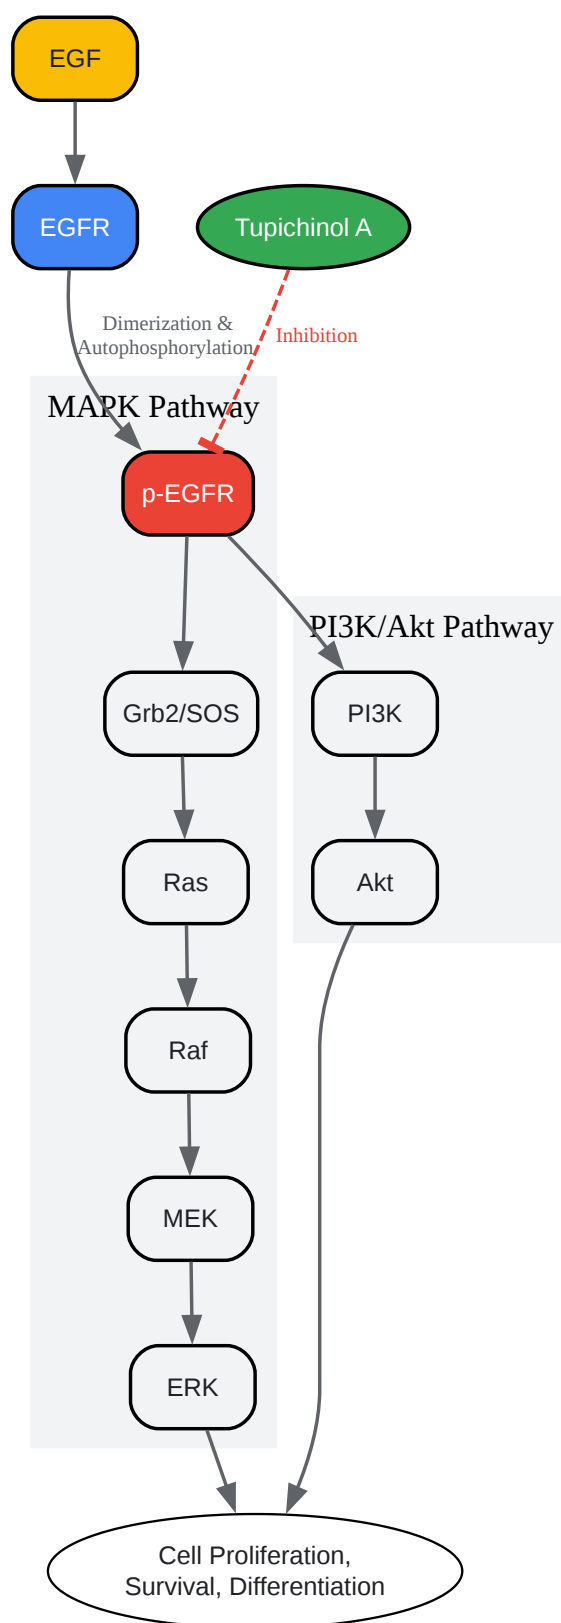 EGF
EGFR
Tupichinol A
Dimerization &
Autophosphorylation
Inhibition
MAPK Pathway
p-EGFR
PI3K/Akt Pathway
Grb2/SOS
PI3K
Ras
Akt
Raf
MEK
ERK
Cell Proliferation,
Survival, Differentiation